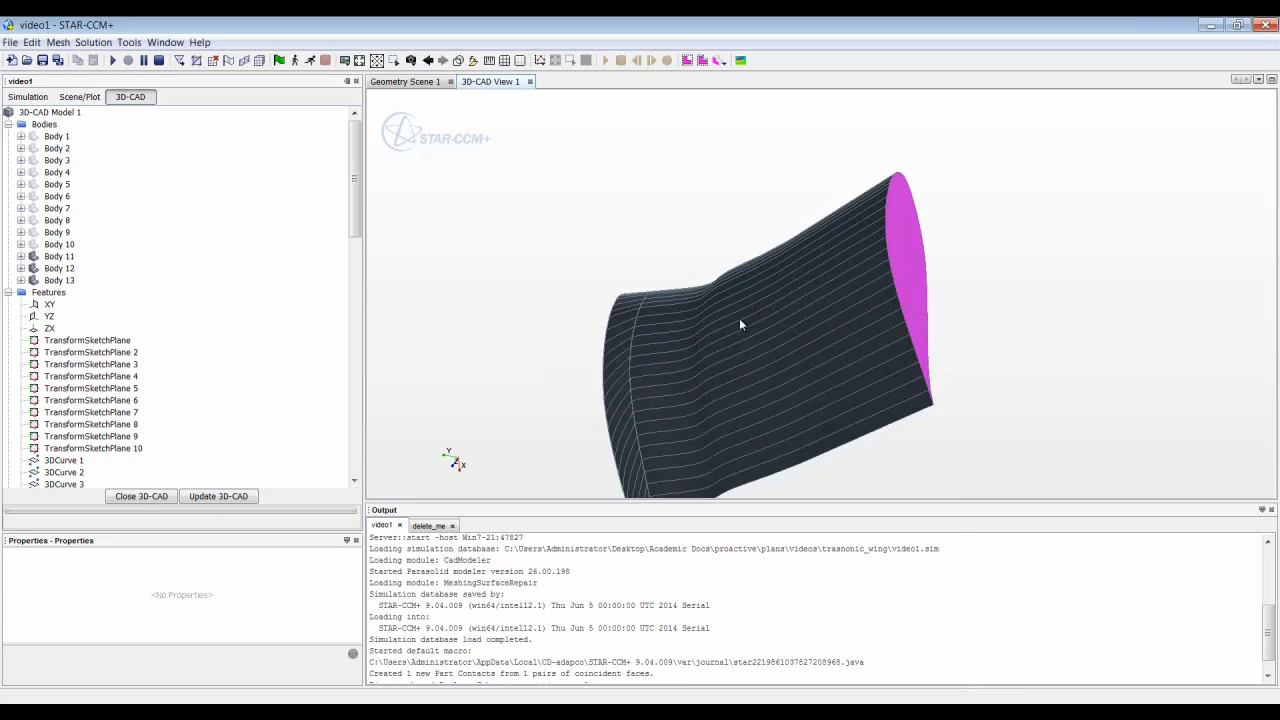 video1 - STAR-CCM+
File Edit Mesh Solution Tools Window Help
video1
Simulation Scene/Plot 3D-CAD
3D-CAD Model 1
Bodies
Body 1
Body 2
Body 3
Body 4
Body 5
Body 6
Body 7
Body 8
Body 9
Body 10
Body 11
Body 12
Body 13
Features
XY
YZ
ZX
TransformSketchPlane
TransformSketchPlane 2
TransformSketchPlane 3
TransformSketchPlane 4
TransformSketchPlane 5
TransformSketchPlane 6
TransformSketchPlane 7
TransformSketchPlane 8
TransformSketchPlane 9
TransformSketchPlane 10
3DCurve 1
3DCurve 2
3DCurve 3
Close 3D-CAD Update 3D-CAD
Properties - Properties
<No Properties>
Geometry Scene 1 3D-CAD View 1
STAR-CCM+
Y
Z
X
Output
video1 delete_me
Server::start -host Win7-21:47827
Loading simulation database: C:\Users\Administrator\Desktop\Academic Docs\proactive\plans\videos\trasnonic_wing\video1.sim
Loading module: CadModeler
Started Parasolid modeler version 26.00.198
Loading module: MeshingSurfaceRepair
Simulation database saved by:
STAR-CCM+ 9.04.009 (win64/intel12.1) Thu Jun 5 00:00:00 UTC 2014 Serial
Loading into:
STAR-CCM+ 9.04.009 (win64/intel12.1) Thu Jun 5 00:00:00 UTC 2014 Serial
Simulation database load completed.
Started default macro:
C:\Users\Administrator\AppData\Local\CD-adapco\STAR-CCM+ 9.04.009\var\journal\star2219861037827208968.java
Created 1 new Part Contacts from 1 pairs of coincident faces.